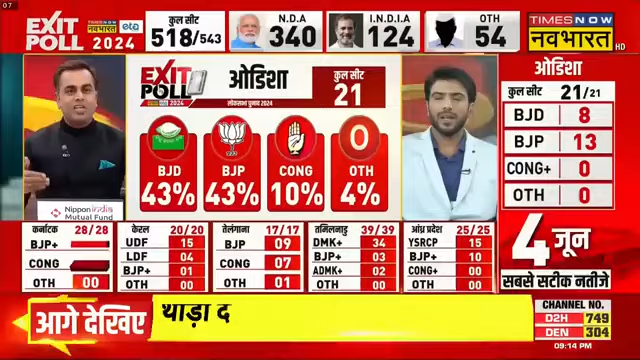 07
EXIT POLL 2024
TIMES NOW नवभारत etg RESEARCH
कुल सीट
518/543
N.D.A
340
I.N.D.I.A
124
OTH
54
TIMES NOW
नवभारत
HD
EXIT POLL 2024
ओडिशा
लोकसभा चुनाव 2024
कुल सीट
21
BJD
43%
BJP
43%
CONG
10%
0
OTH
4%
ओडिशा
कुल सीट 21/21
BJD 8
BJP 13
CONG+ 0
OTH 0
Nippon india
Mutual Fund
कर्नाटक 28/28
BJP+
CONG
OTH 00
केरल 20/20
UDF 15
LDF 04
BJP+ 01
तेलंगाना 17/17
BJP 09
CONG 07
OTH 01
तमिलनाडु 39/39
DMK+ 34
BJP+ 03
ADMK+ 02
आंध्र प्रदेश 25/25
YSRCP 15
BJP+ 10
CONG+ 00
OTH 00
4 जून
सबसे सटीक नतीजे
आगे देखिए
थाड़ा द
CHANNEL NO.
D2H 749
DEN 304
09:14 PM